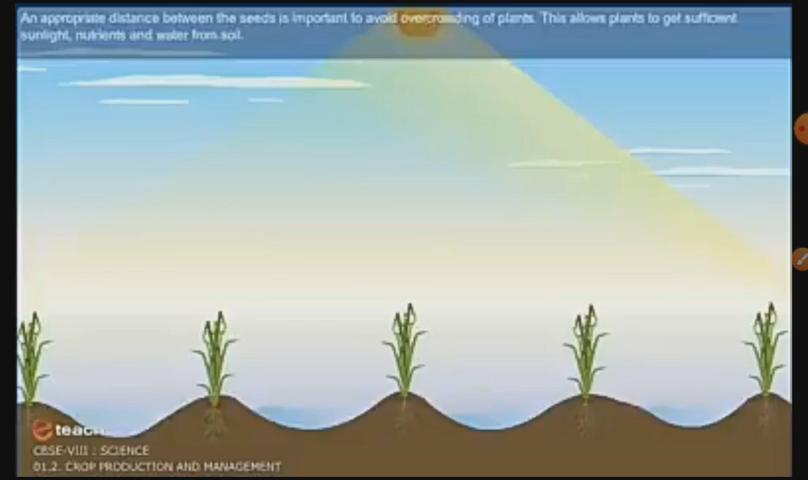 An appropriate distance between the seeds is important to avoid overcrowding of plants. This allows plants to get sufficient
sunlight, nutrients and water from soil.
e teach
CBSE-VIII : SCIENCE
01.2. CROP PRODUCTION AND MANAGEMENT